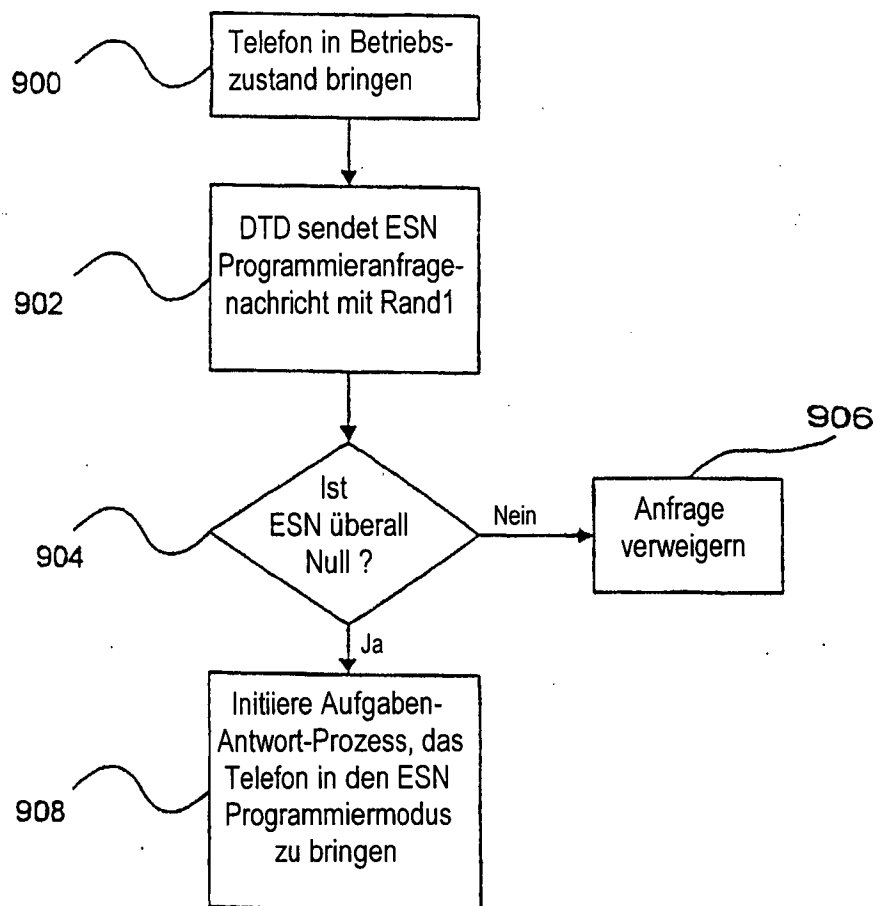 900
Telefon in Betriebs-
zustand bringen
902
DTD sendet ESN
Programmieranfrage-
nachricht mit Rand1
904
Ist
ESN überall
Null ?
Nein
906
Anfrage
verweigern
Ja
908
Initiiere Aufgaben-
Antwort-Prozess, das
Telefon in den ESN
Programmiermodus
zu bringen